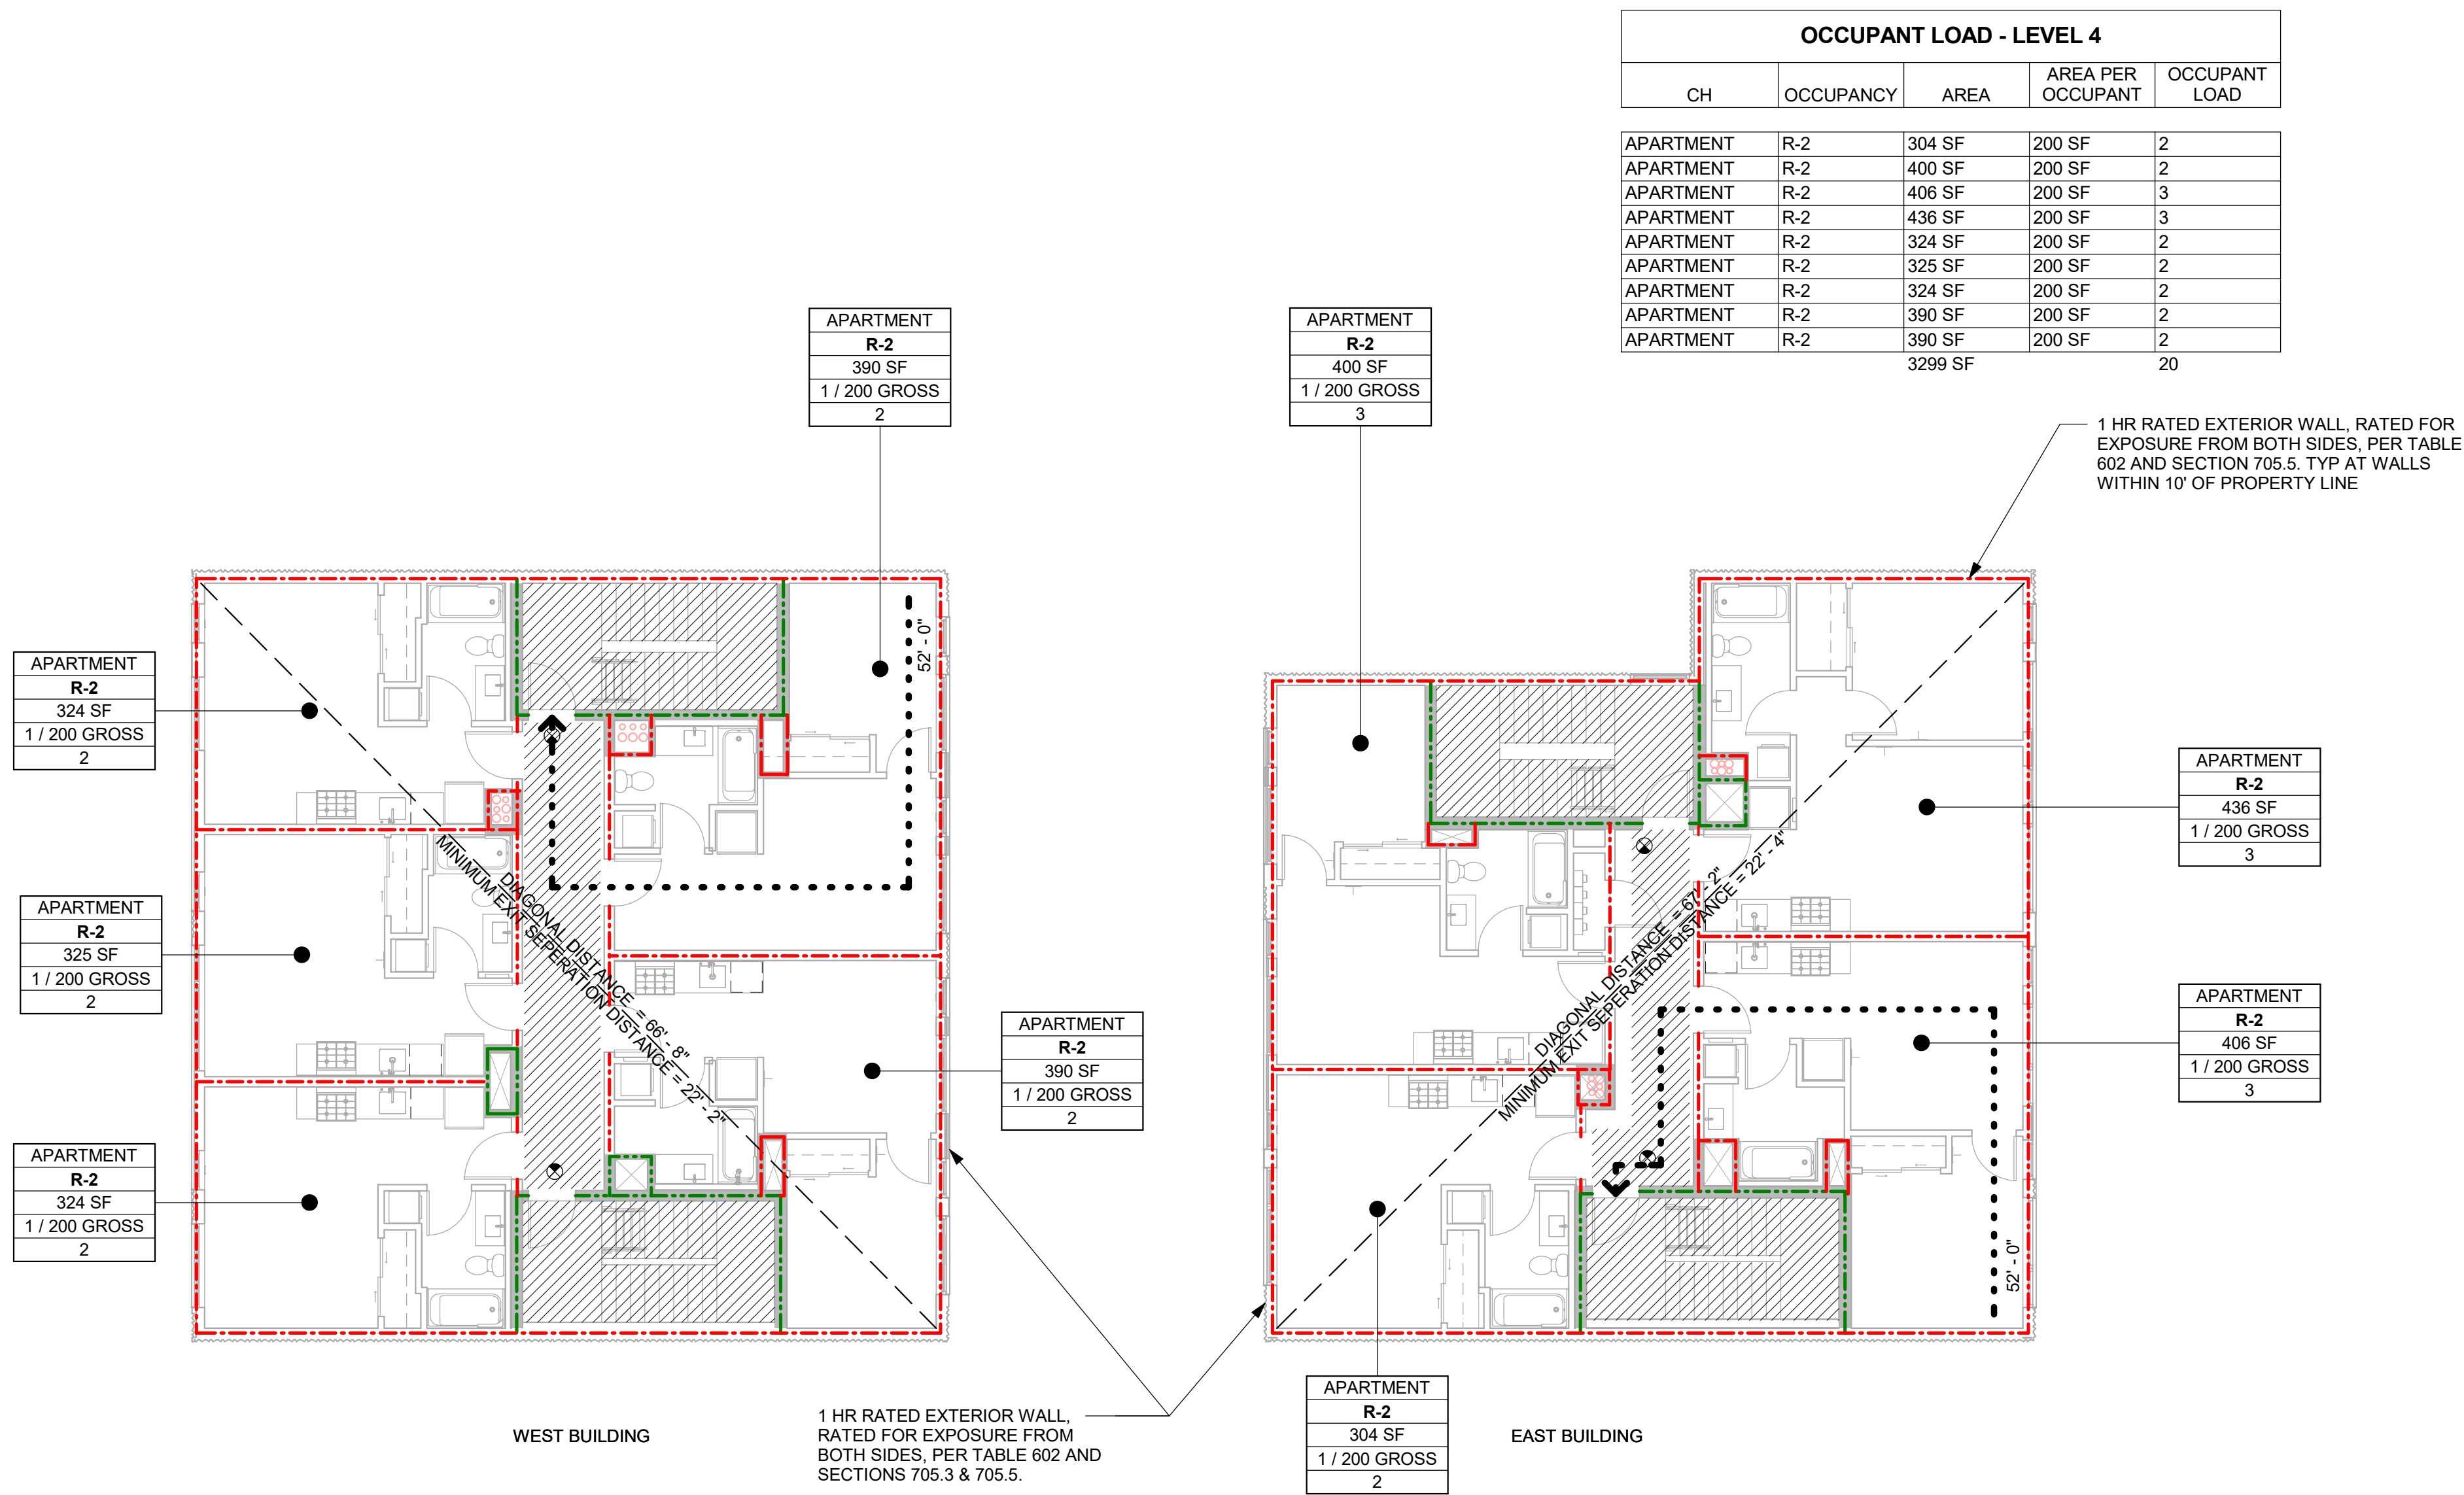 OCCUPANT LOAD - LEVEL 4
CH OCCUPANCY AREA AREA PER OCCUPANT OCCUPANT LOAD
APARTMENT R-2 304 SF 200 SF 2
APARTMENT R-2 400 SF 200 SF 2
APARTMENT R-2 406 SF 200 SF 3
APARTMENT R-2 436 SF 200 SF 3
APARTMENT R-2 324 SF 200 SF 2
APARTMENT R-2 325 SF 200 SF 2
APARTMENT R-2 324 SF 200 SF 2
APARTMENT R-2 390 SF 200 SF 2
APARTMENT R-2 390 SF 200 SF 2
3299 SF 20
APARTMENT
R-2
390 SF
1 / 200 GROSS
2
APARTMENT
R-2
400 SF
1 / 200 GROSS
3
1 HR RATED EXTERIOR WALL, RATED FOR
EXPOSURE FROM BOTH SIDES, PER TABLE
602 AND SECTION 705.5. TYP AT WALLS
WITHIN 10' OF PROPERTY LINE
APARTMENT
R-2
324 SF
1 / 200 GROSS
2
52' - 0"
APARTMENT
R-2
436 SF
1 / 200 GROSS
3
APARTMENT
R-2
325 SF
1 / 200 GROSS
2
DIAGONAL DISTANCE = 66' - 8"
MINIMUM EXIT SEPERATION DISTANCE = 22' - 2"
DIAGONAL DISTANCE = 67' - 2"
MINIMUM EXIT SEPERATION DISTANCE = 22' - 4"
APARTMENT
R-2
390 SF
1 / 200 GROSS
2
APARTMENT
R-2
406 SF
1 / 200 GROSS
3
APARTMENT
R-2
324 SF
1 / 200 GROSS
2
52' - 0"
APARTMENT
R-2
304 SF
1 / 200 GROSS
2
WEST BUILDING
1 HR RATED EXTERIOR WALL,
RATED FOR EXPOSURE FROM
BOTH SIDES, PER TABLE 602 AND
SECTIONS 705.3 & 705.5.
EAST BUILDING